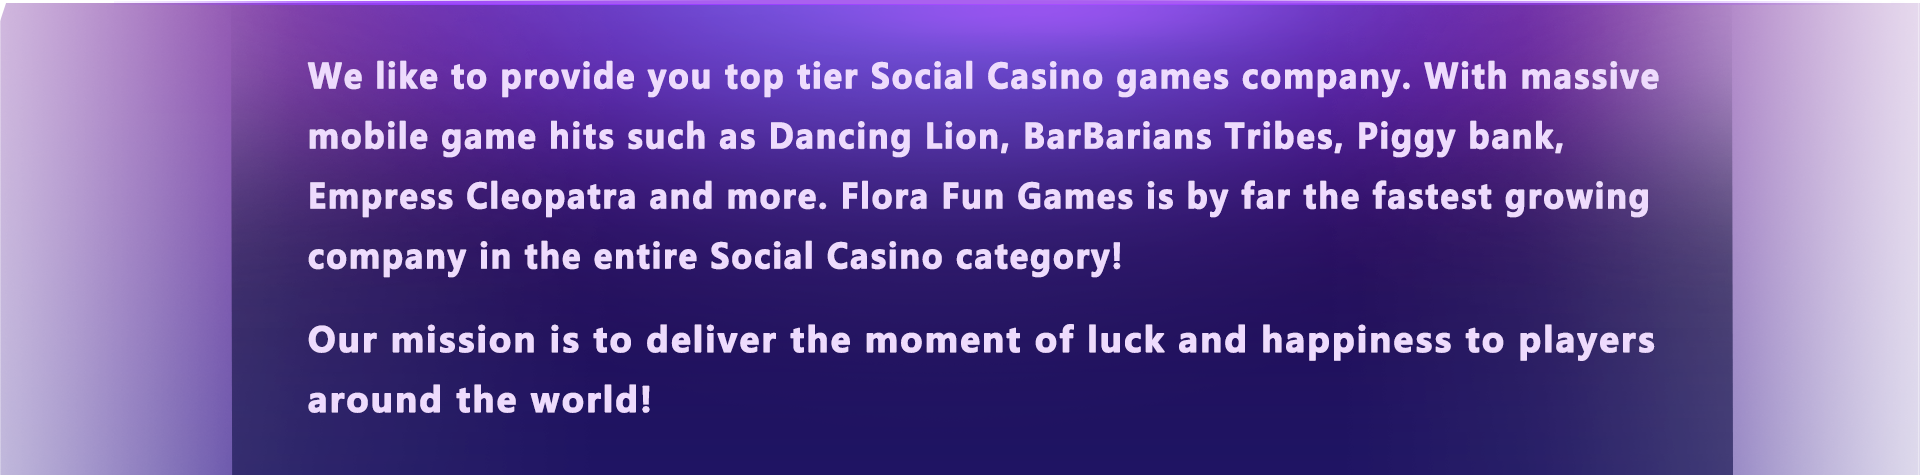 We like to provide you top tier Social Casino games company. With massive
mobile game hits such as Dancing Lion, BarBarians Tribes, Piggy bank,
Empress Cleopatra and more. Flora Fun Games is by far the fastest growing
company in the entire Social Casino category!
Our mission is to deliver the moment of luck and happiness to players
around the world!